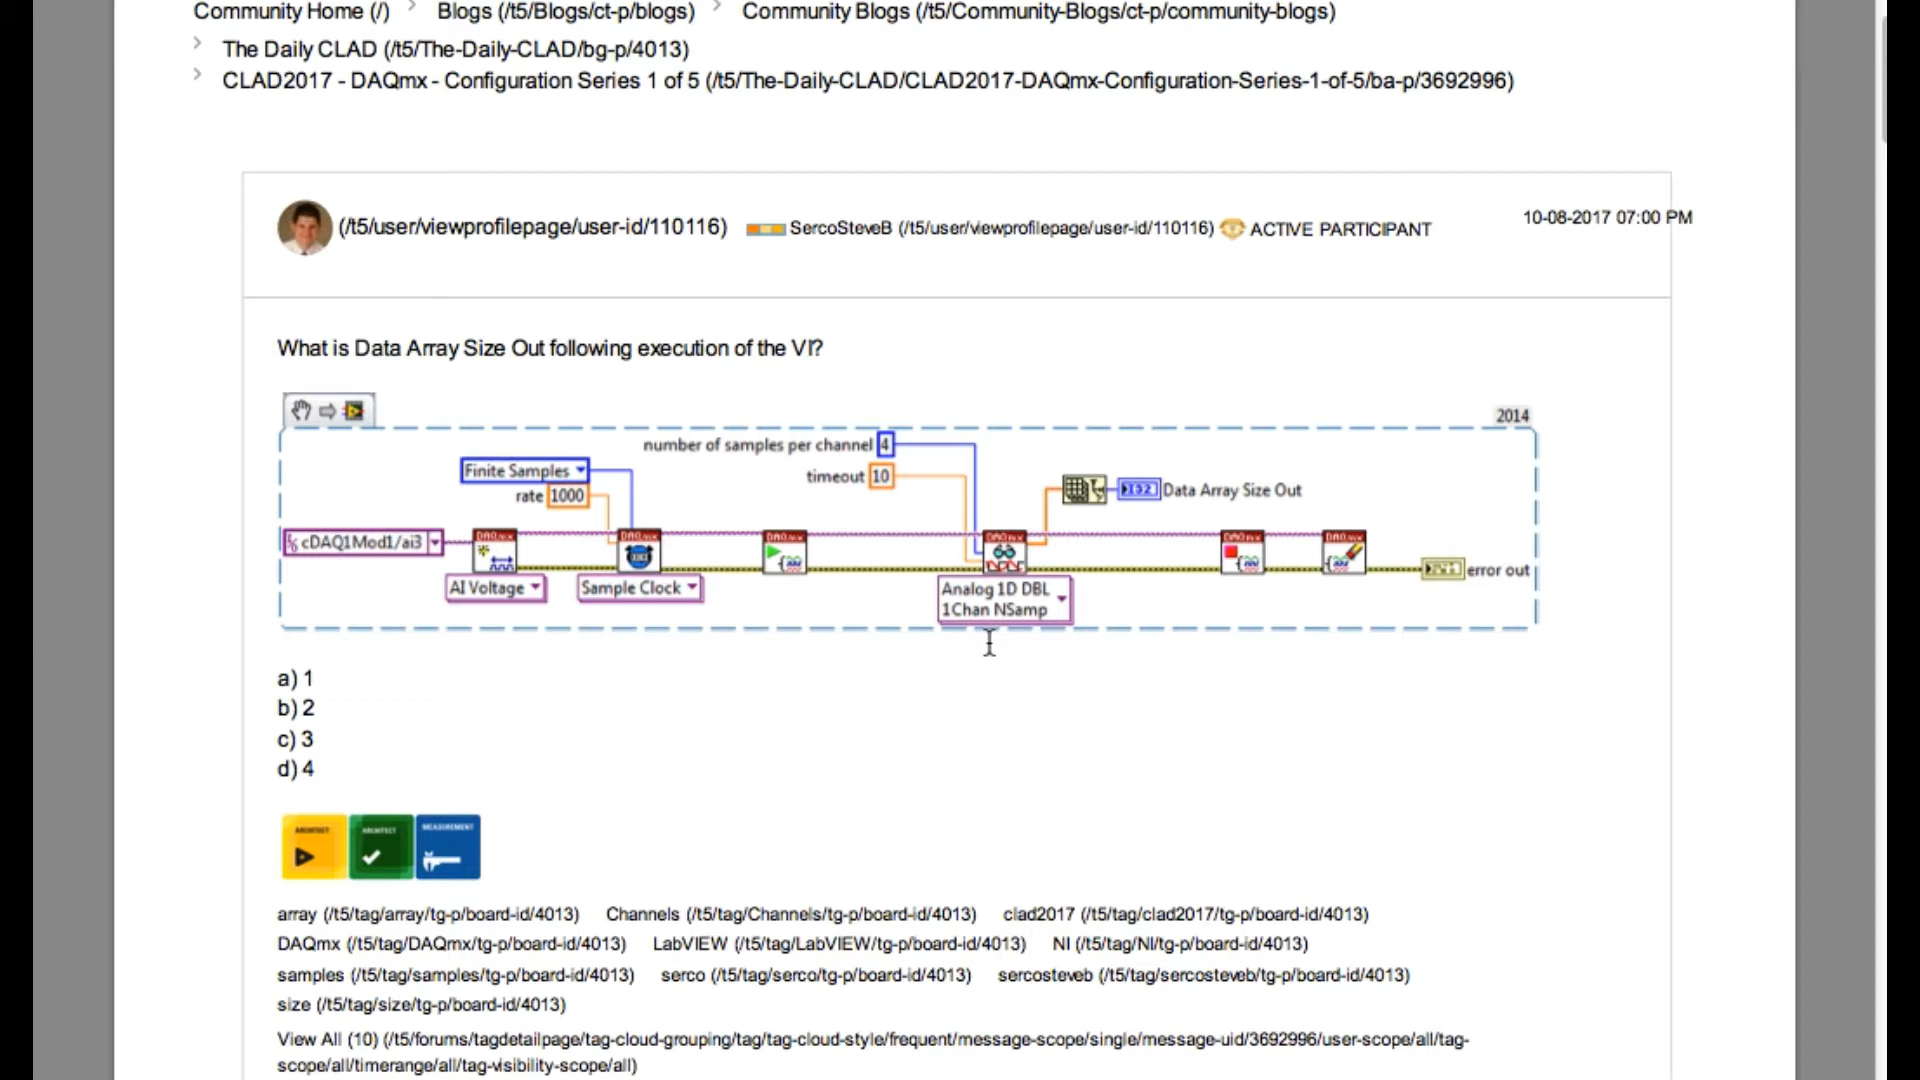 Community Home (/) > Blogs (/t5/Blogs/ct-p/blogs) > Community Blogs (/t5/Community-Blogs/ct-p/community-blogs)
> The Daily CLAD (/t5/The-Daily-CLAD/bg-p/4013)
> CLAD2017 - DAQmx - Configuration Series 1 of 5 (/t5/The-Daily-CLAD/CLAD2017-DAQmx-Configuration-Series-1-of-5/ba-p/3692996)
(/t5/user/viewprofilepage/user-id/110116) SercoSteveB (/t5/user/viewprofilepage/user-id/110116) ACTIVE PARTICIPANT
10-08-2017 07:00 PM
What is Data Array Size Out following execution of the VI?
2014
number of samples per channel 4
Finite Samples
timeout 10
rate 1000
I32 Data Array Size Out
cDAQ1Mod1/ai3
DAQmx DAQmx DAQmx DAQmx DAQmx DAQmx
error out
AI Voltage
Sample Clock
Analog 1D DBL
1Chan NSamp
a) 1
b) 2
c) 3
d) 4
ARCHITECT ARCHITECT MEASUREMENT
array (/t5/tag/array/tg-p/board-id/4013) Channels (/t5/tag/Channels/tg-p/board-id/4013) clad2017 (/t5/tag/clad2017/tg-p/board-id/4013)
DAQmx (/t5/tag/DAQmx/tg-p/board-id/4013) LabVIEW (/t5/tag/LabVIEW/tg-p/board-id/4013) NI (/t5/tag/NI/tg-p/board-id/4013)
samples (/t5/tag/samples/tg-p/board-id/4013) serco (/t5/tag/serco/tg-p/board-id/4013) sercosteveb (/t5/tag/sercosteveb/tg-p/board-id/4013)
size (/t5/tag/size/tg-p/board-id/4013)
View All (10) (/t5/forums/tagdetailpage/tag-cloud-grouping/tag/tag-cloud-style/frequent/message-scope/single/message-uid/3692996/user-scope/all/tag-
scope/all/timerange/all/tag-visibility-scope/all)